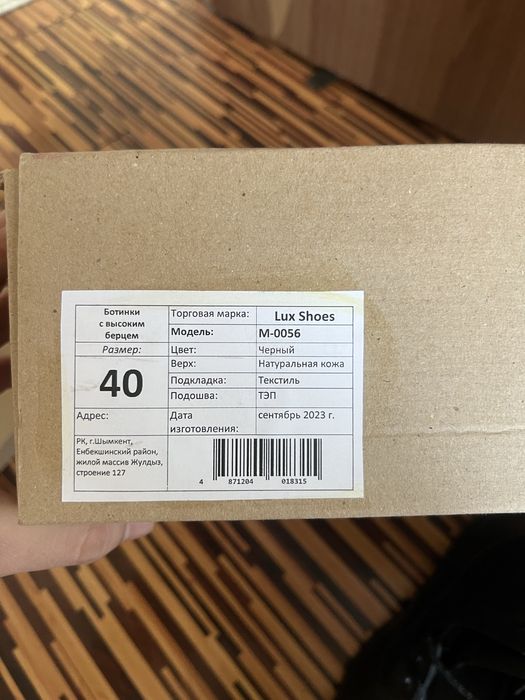 Ботинки
с высоким
берцем
Торговая марка: Lux Shoes
Модель: М-0056
Размер:
40
Цвет: Черный
Верх: Натуральная кожа
Подкладка: Текстиль
Подошва: ТЭП
Адрес:
Дата
изготовления: сентябрь 2023 г.
РК, г.Шымкент,
Енбекшинский район,
жилой массив Жулдыз,
строение 127
4 871204 018315